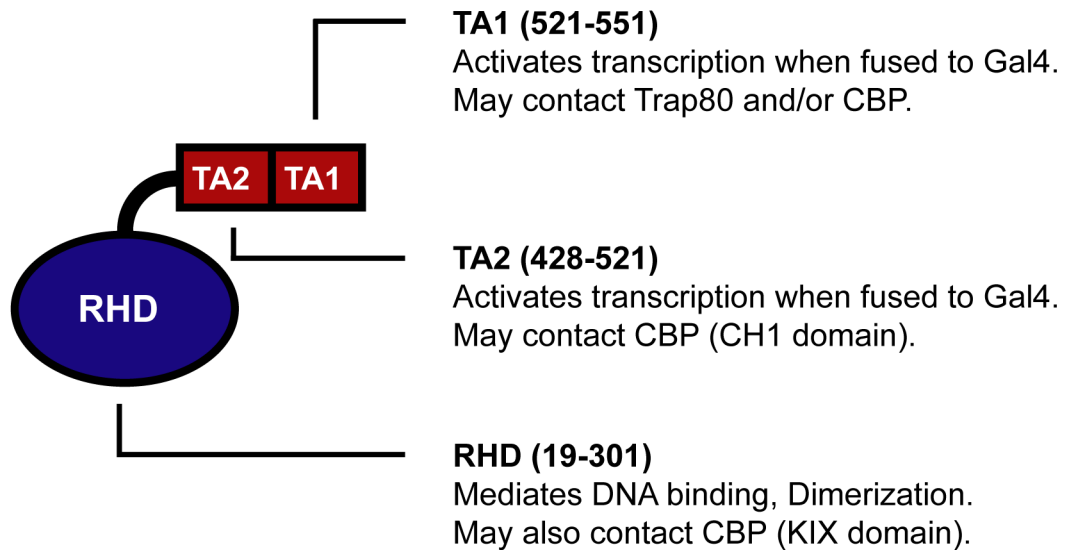 TA1 (521-551)
Activates transcription when fused to Gal4.
May contact Trap80 and/or CBP.
TA2 TA1
TA2 (428-521)
Activates transcription when fused to Gal4.
May contact CBP (CH1 domain).
RHD
RHD (19-301)
Mediates DNA binding, Dimerization.
May also contact CBP (KIX domain).